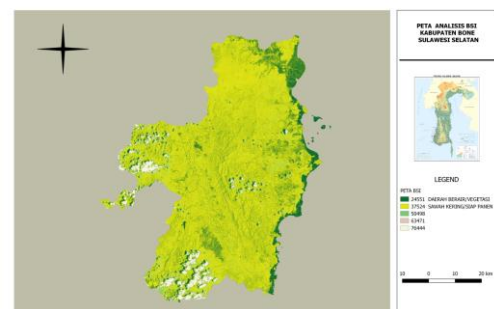 PETA ANALISIS BSI
KABUPATEN BONE
SULAWESI SELATAN
LEGEND
PETA BSI
24551 DAERAH BERAIR/VEGETASI
37524 SAWAH KERING/SIAP PANEN
50498
63471
76444
10 0 10 20 km